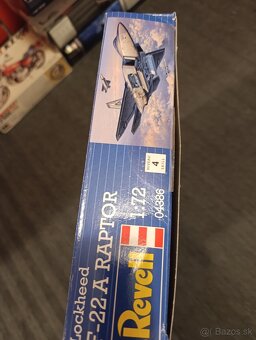 Lockheed
F-22 A RAPTOR
Revell
1:72
04386
4
bazos.sk